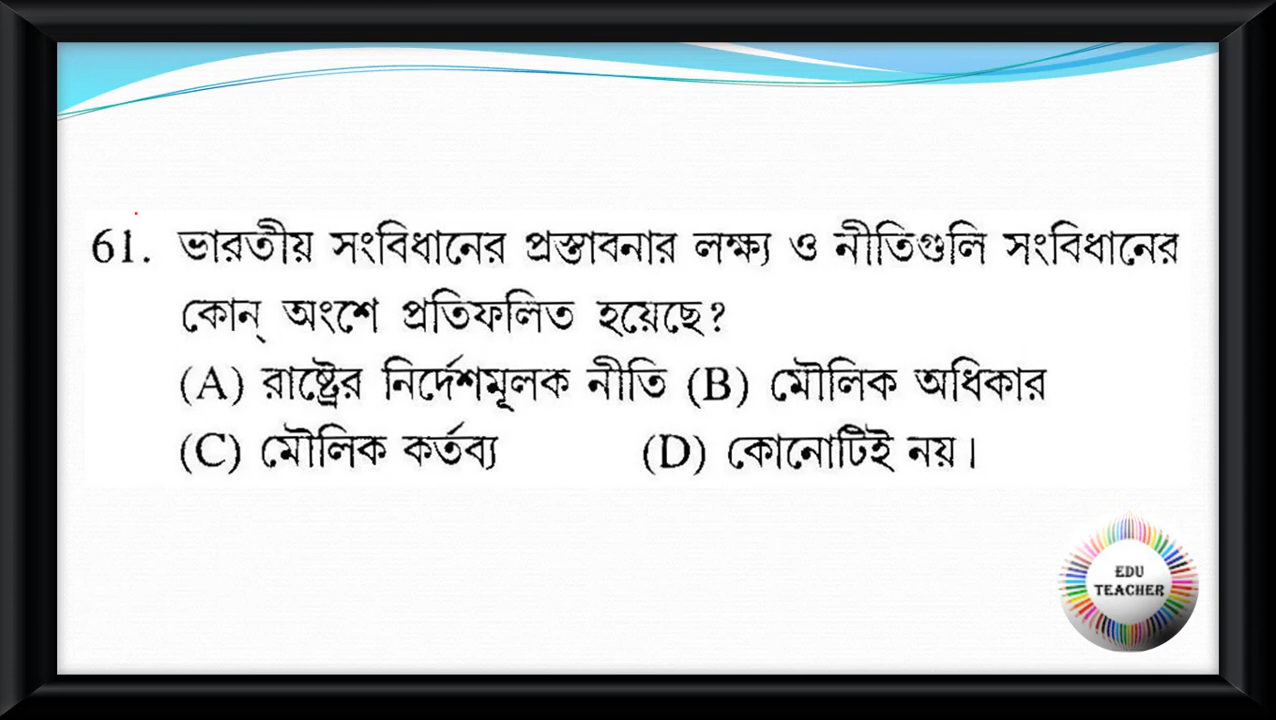 61. ভারতীয় সংবিধানের প্রস্তাবনার লক্ষ্য ও নীতিগুলি সংবিধানের
কোন্ অংশে প্রতিফলিত হয়েছে?
(A) রাষ্ট্রের নির্দেশমূলক নীতি (B) মৌলিক অধিকার
(C) মৌলিক কর্তব্য (D) কোনোটিই নয়।
EDU
TEACHER